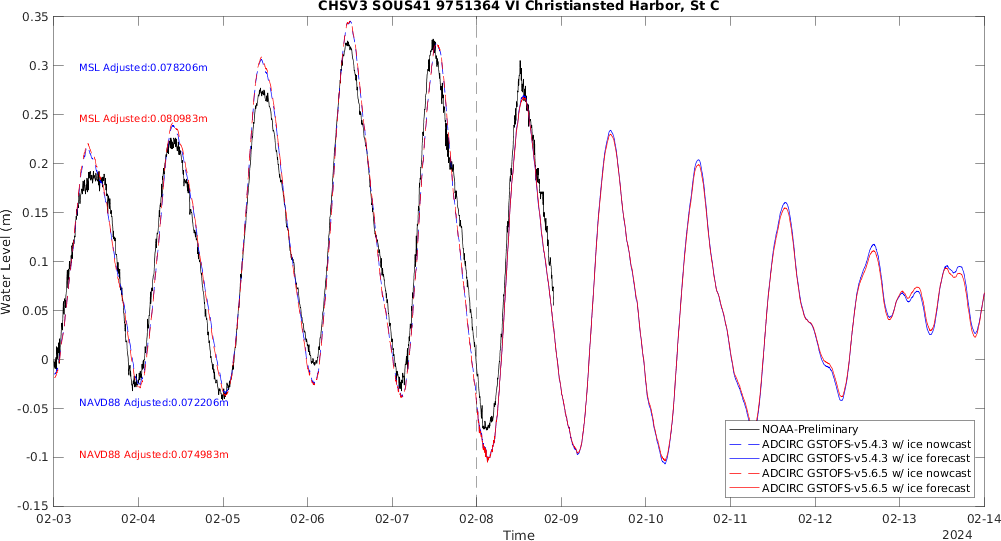 CHSV3 SOUS41 9751364 VI Christiansted Harbor, St C
0.35
0.3
0.25
0.2
0.15
0.1
0.05
0
-0.05
-0.1
-0.15
Water Level (m)
MSL Adjusted:0.078206m
MSL Adjusted:0.080983m
NAVD88 Adjusted:0.072206m
NAVD88 Adjusted:0.074983m
NOAA-Preliminary
ADCIRC GSTOFS-v5.4.3 w/ ice nowcast
ADCIRC GSTOFS-v5.4.3 w/ ice forecast
ADCIRC GSTOFS-v5.6.5 w/ ice nowcast
ADCIRC GSTOFS-v5.6.5 w/ ice forecast
02-03 02-04 02-05 02-06 02-07 02-08 02-09 02-10 02-11 02-12 02-13 02-14
Time
2024